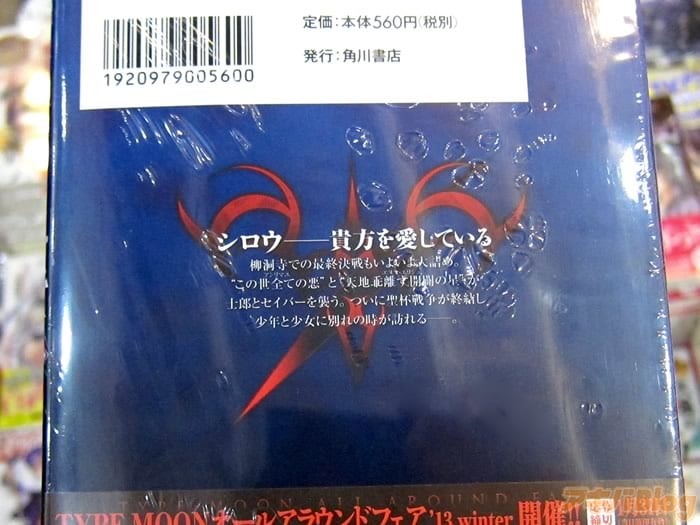 定価:本体560円(税別)
発行:角川書店
1920979005600
シロウ――貴方を愛している
柳洞寺での最終決戦もいよいよ大詰め。
アンリマユ
“この世全ての悪”と“天地乖離す開闢の星”が
士郎とセイバーを襲う。ついに聖杯戦争が終結し
少年と少女に別れの時が訪れる――。
TYPE MOON ALL AROUND
TYPE-MOONオールアラウンドフェア'13 winter 開催!!